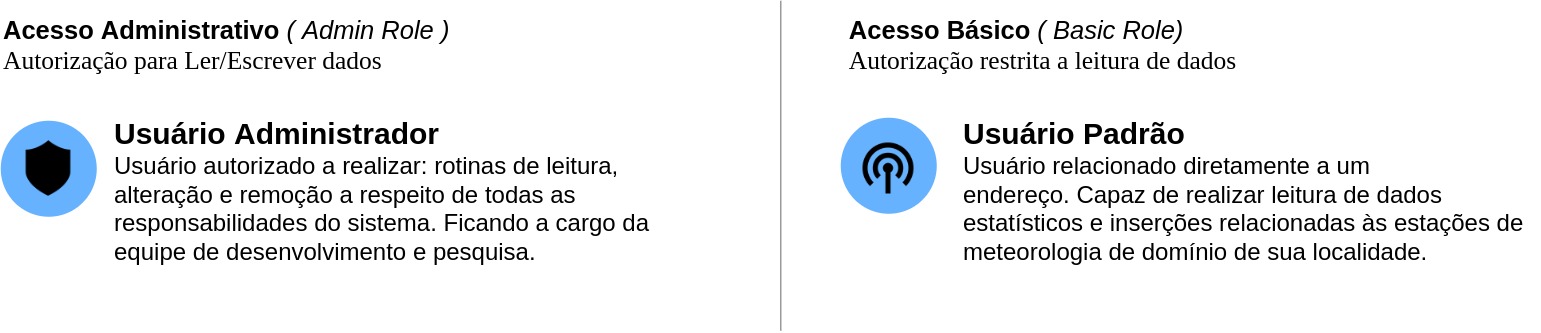 Acesso Administrativo ( Admin Role )
Autorização para Ler/Escrever dados
Usuário Administrador
Usuário autorizado a realizar: rotinas de leitura,
alteração e remoção a respeito de todas as
responsabilidades do sistema. Ficando a cargo da
equipe de desenvolvimento e pesquisa.
Acesso Básico ( Basic Role)
Autorização restrita a leitura de dados
Usuário Padrão
Usuário relacionado diretamente a um
endereço. Capaz de realizar leitura de dados
estatísticos e inserções relacionadas às estações de
meteorologia de domínio de sua localidade.